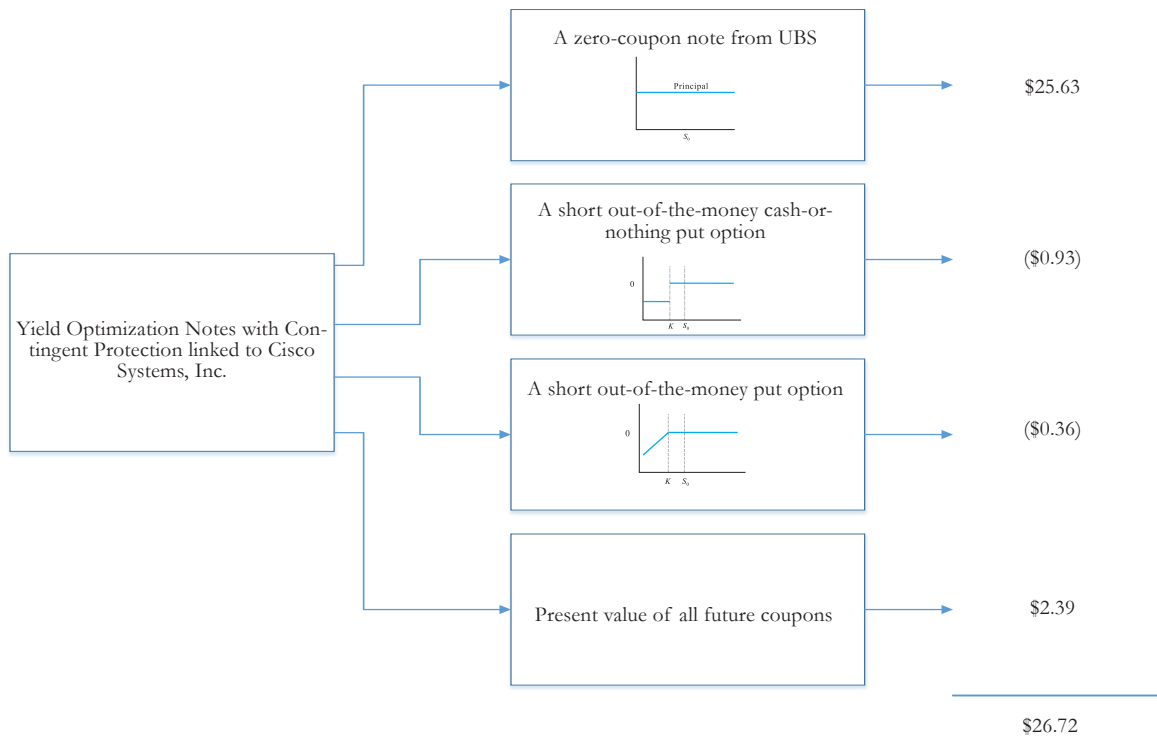 A zero-coupon note from UBS
Principal
S₀
$25.63
A short out-of-the-money cash-or-
nothing put option
0
K S₀
($0.93)
Yield Optimization Notes with Con-
tingent Protection linked to Cisco
Systems, Inc.
A short out-of-the-money put option
0
K S₀
($0.36)
Present value of all future coupons
$2.39
$26.72